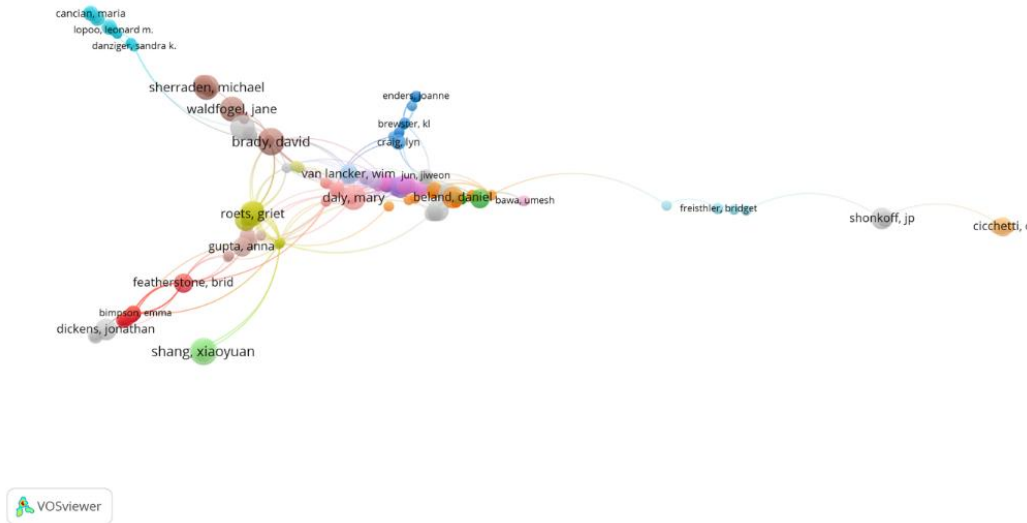 cancian, maria
lopoo, leonard m.
danziger, sandra k.
sherraden, michael
waldfogel, jane
enders, joanne
brewster, kl
brady, david
craig, lyn
van lancker, wim
jun, jiweon
daly, mary
beland, daniel
bawa, umesh
freisthler, bridget
roets, griet
shonkoff, jp
cicchetti, d
gupta, anna
featherstone, brid
bimpson, emma
dickens, jonathan
shang, xiaoyuan
VOSviewer